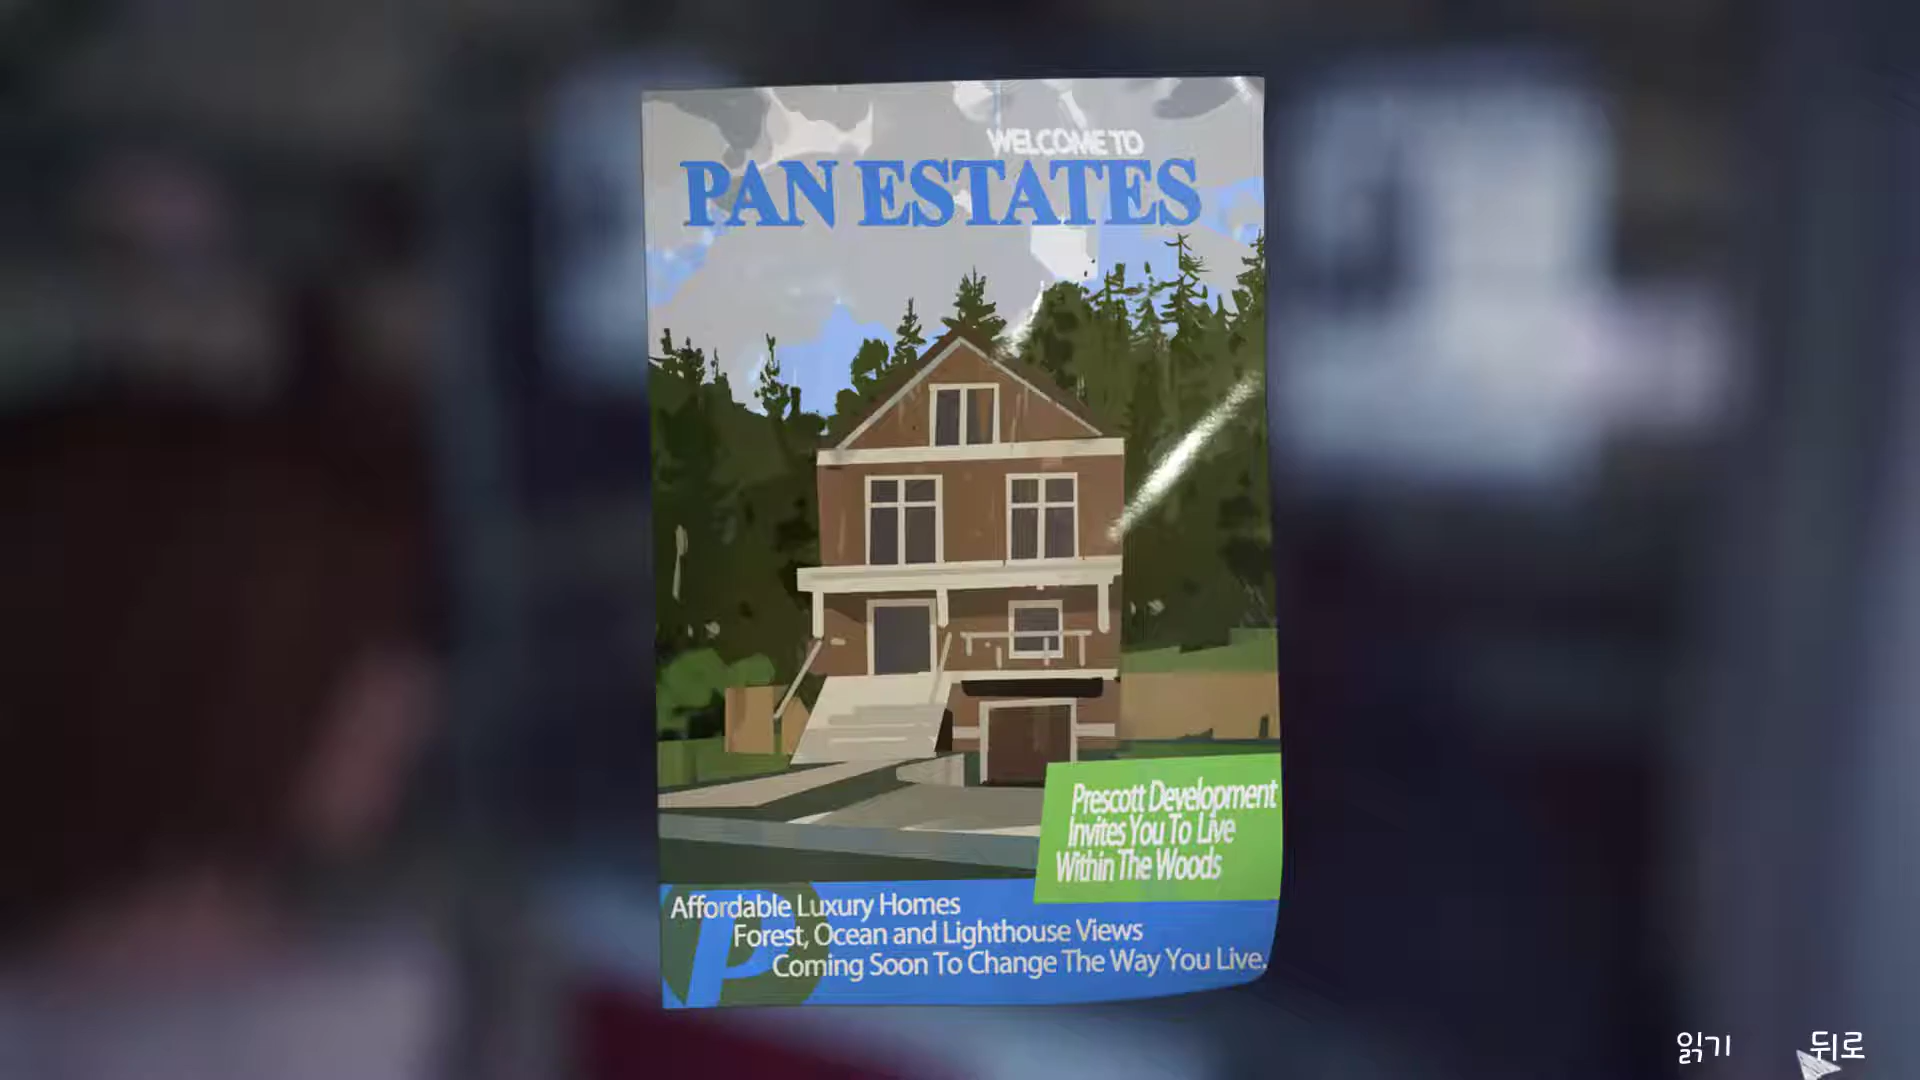 WELCOME TO
PAN ESTATES
Prescott Development
Invites You To Live
Within The Woods
Affordable Luxury Homes
Forest, Ocean and Lighthouse Views
Coming Soon To Change The Way You Live.
P
읽기
뒤로